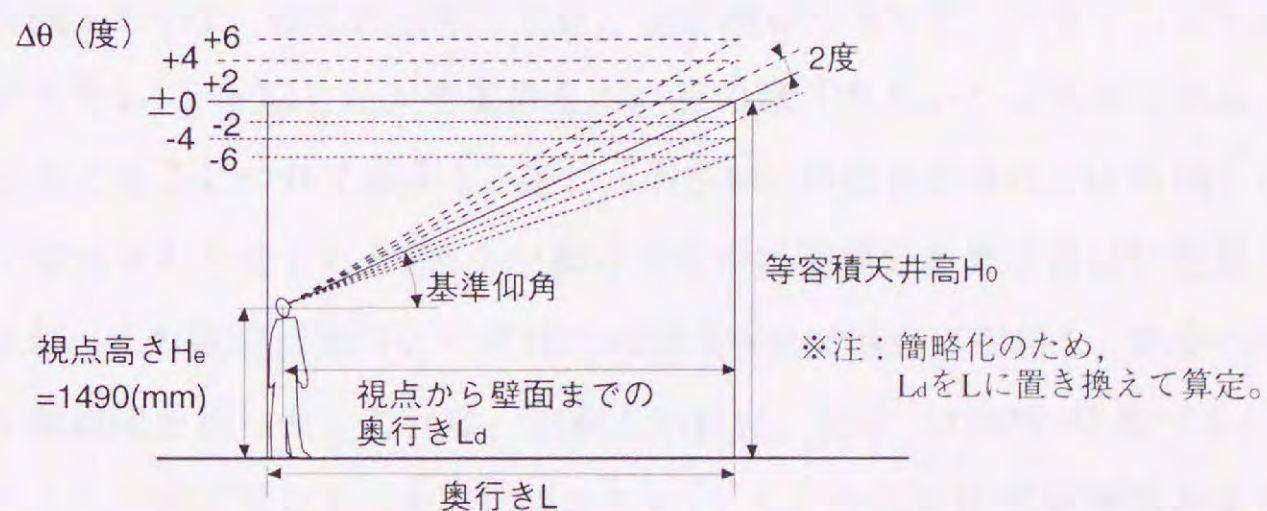 Δθ（度）
+6
+4
+2
±0
-2
-4
-6
2度
基準仰角
等容積天井高H₀
視点高さHe
=1490(mm)
視点から壁面までの
奥行きLd
※注：簡略化のため，
LdをLに置き換えて算定。
奥行きL